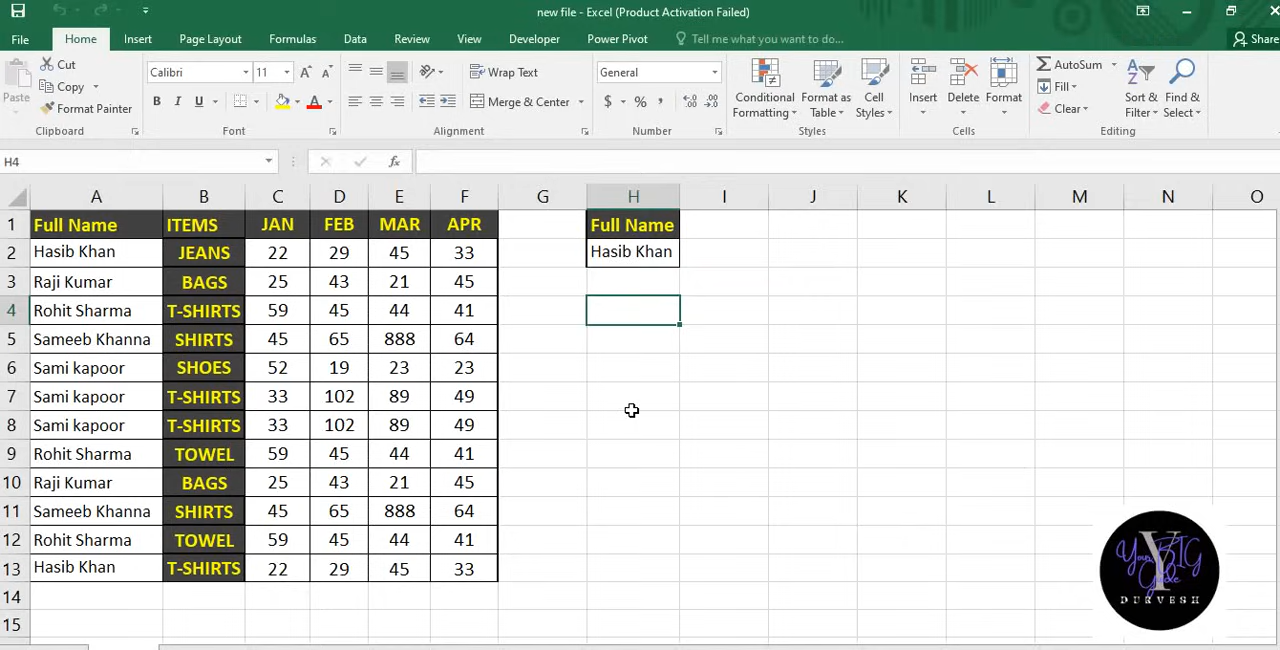 new file - Excel (Product Activation Failed)
File Home Insert Page Layout Formulas Data Review View Developer Power Pivot Tell me what you want to do... Share
Paste
Cut
Copy
Format Painter
Clipboard
Calibri 11
B I U A
Font
Wrap Text
Merge & Center
Alignment
General
$ % ,
Number
Conditional Formatting
Format as Table
Cell Styles
Styles
Insert Delete Format
Cells
AutoSum
Fill
Clear
Sort & Filter
Find & Select
Editing
H4 fx
A B C D E F G H I J K L M N O
1 Full Name ITEMS JAN FEB MAR APR Full Name
2 Hasib Khan JEANS 22 29 45 33 Hasib Khan
3 Raji Kumar BAGS 25 43 21 45
4 Rohit Sharma T-SHIRTS 59 45 44 41
5 Sameeb Khanna SHIRTS 45 65 888 64
6 Sami kapoor SHOES 52 19 23 23
7 Sami kapoor T-SHIRTS 33 102 89 49
8 Sami kapoor T-SHIRTS 33 102 89 49
9 Rohit Sharma TOWEL 59 45 44 41
10 Raji Kumar BAGS 25 43 21 45
11 Sameeb Khanna SHIRTS 45 65 888 64
12 Rohit Sharma TOWEL 59 45 44 41
13 Hasib Khan T-SHIRTS 22 29 45 33
14
15
Y
Your BIG
Guide
DURVESH